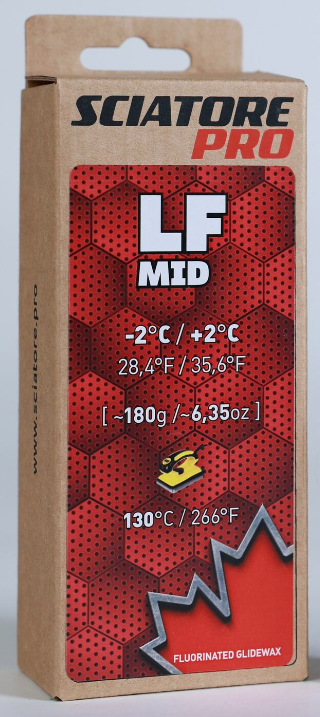 SCIATORE
PRO
LF
MID
-2°C / +2°C
28,4°F / 35,6°F
[ ~180g /~6,35oz ]
130°C / 266°F
FLUORINATED GLIDEWAX
www.sciatore.pro